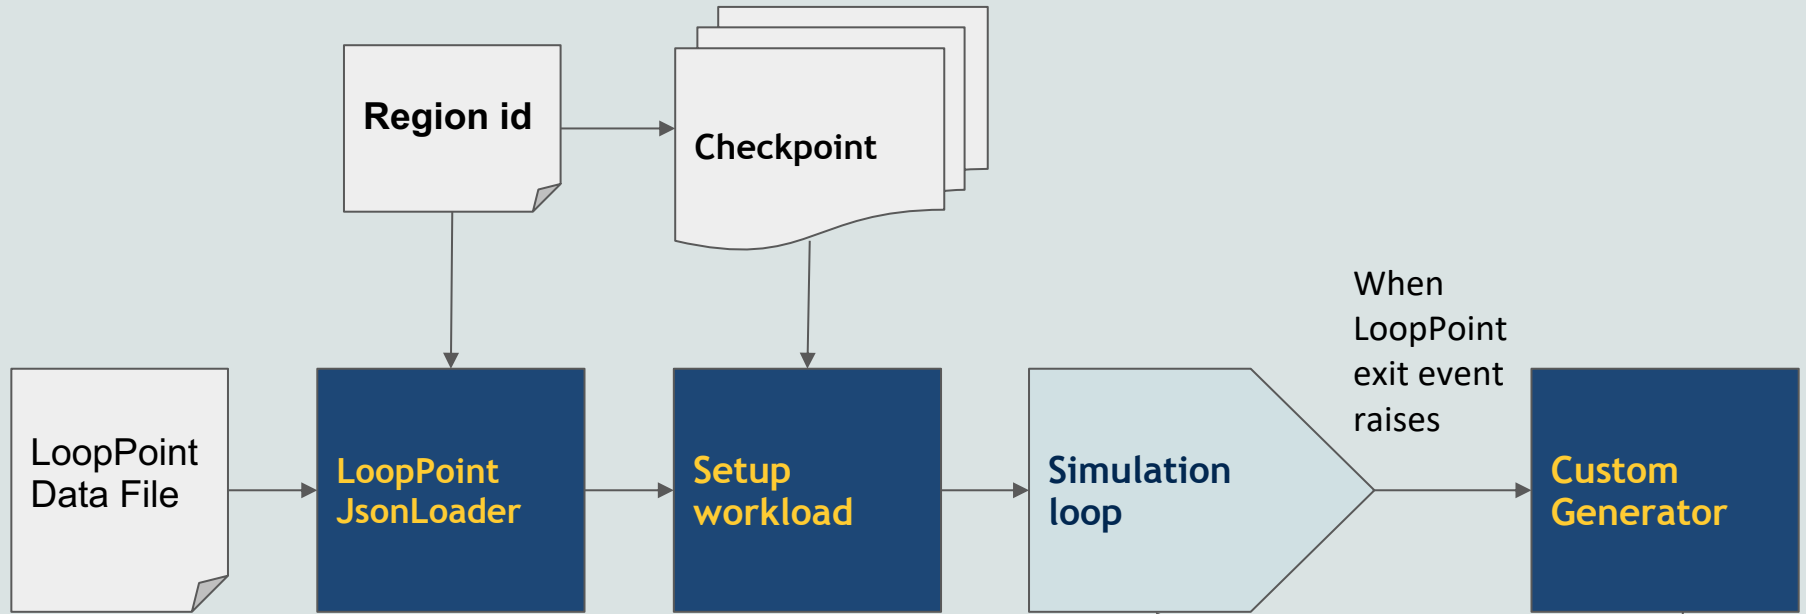 Region id
Checkpoint
When
LoopPoint
exit event
raises
LoopPoint
Data File
LoopPoint
JsonLoader
Setup
workload
Simulation
loop
Custom
Generator